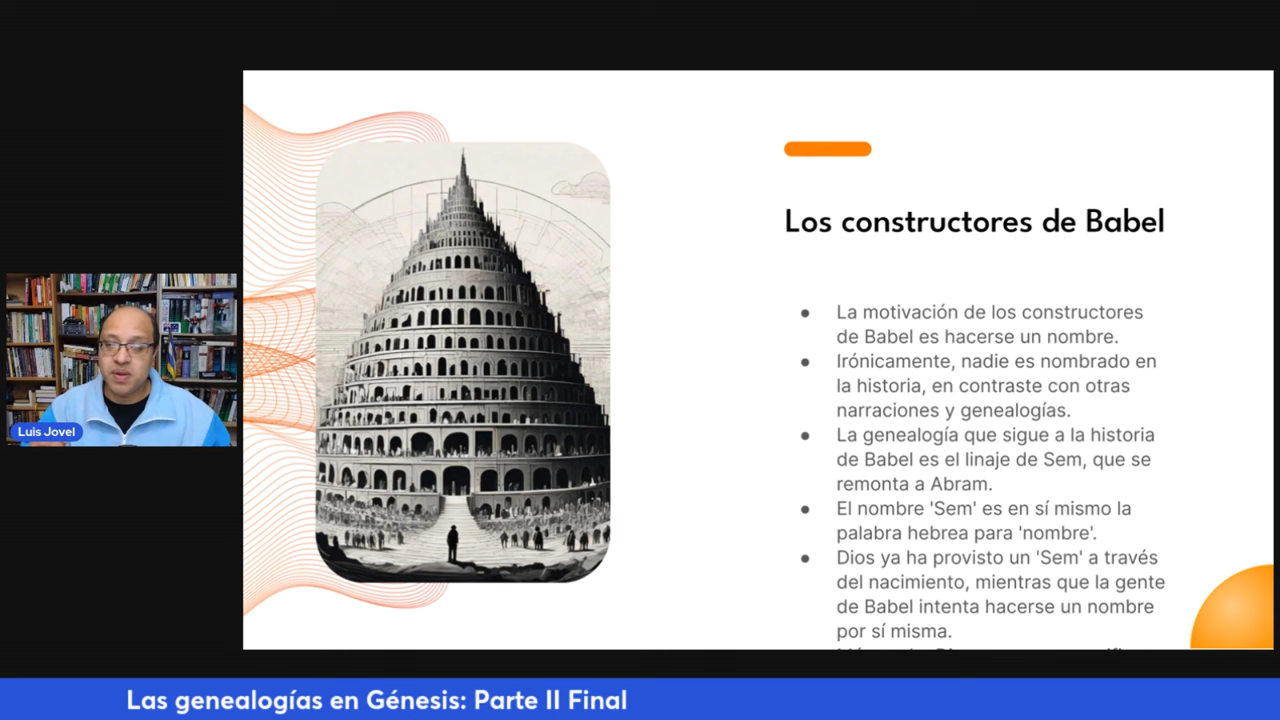 Los constructores de Babel
● La motivación de los constructores
de Babel es hacerse un nombre.
● Irónicamente, nadie es nombrado en
la historia, en contraste con otras
narraciones y genealogías.
● La genealogía que sigue a la historia
de Babel es el linaje de Sem, que se
remonta a Abram.
● El nombre 'Sem' es en sí mismo la
palabra hebrea para 'nombre'.
● Dios ya ha provisto un 'Sem' a través
del nacimiento, mientras que la gente
de Babel intenta hacerse un nombre
por sí misma.
Luis Jovel
Las genealogías en Génesis: Parte II Final